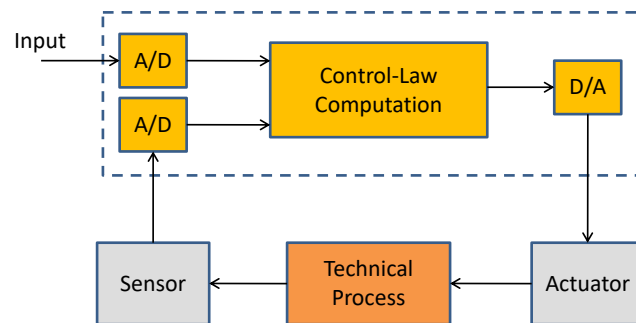 Input
A/D
A/D
Control-Law
Computation
D/A
Sensor
Technical
Process
Actuator